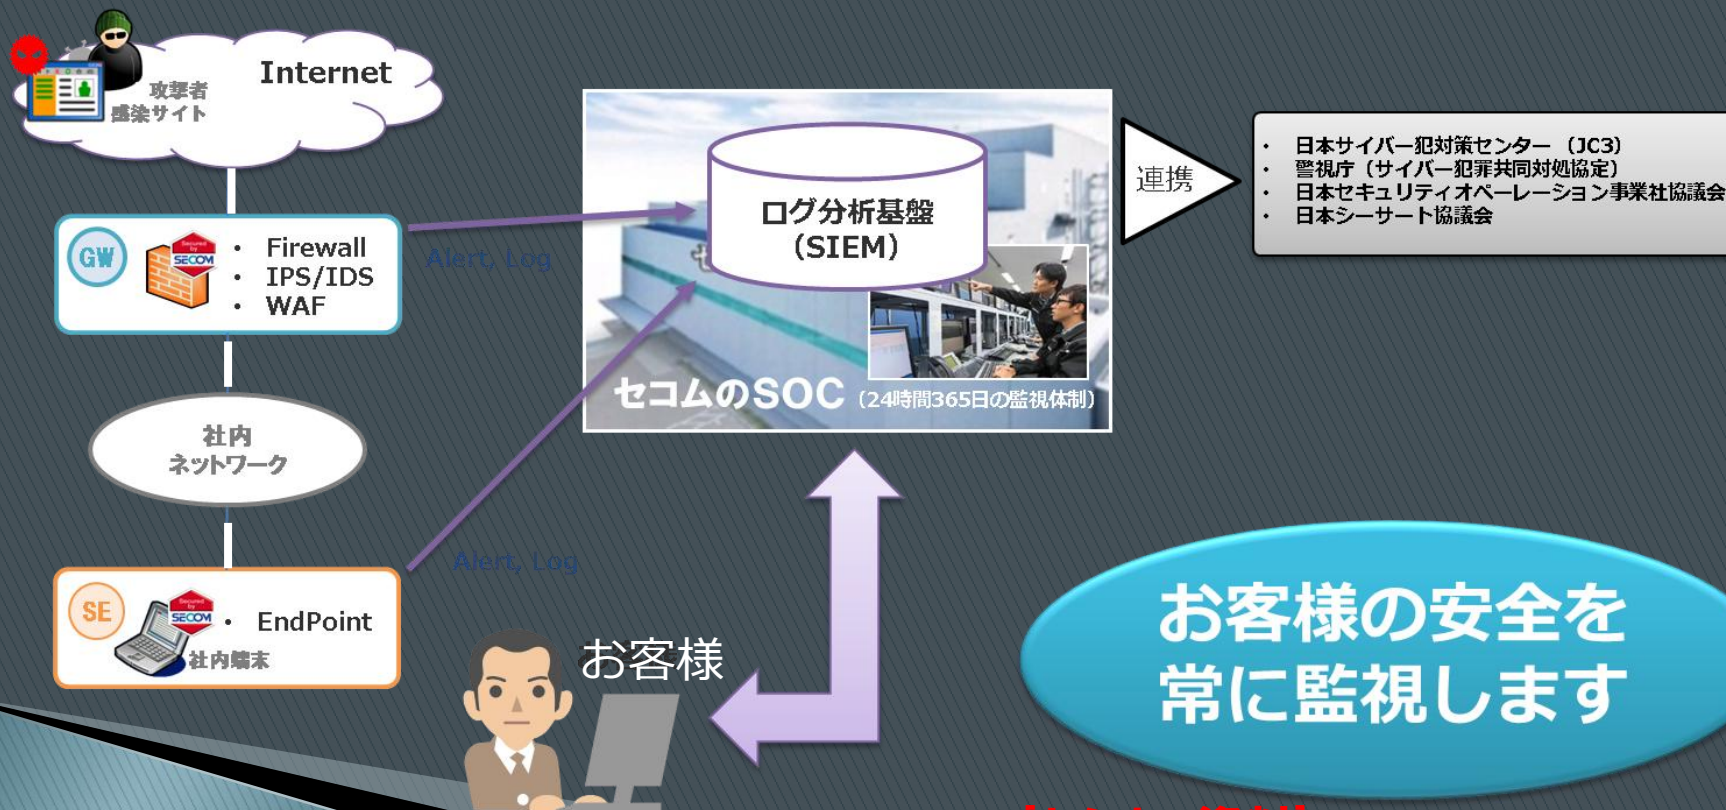 Internet
攻撃者
感染サイト
GW
Secured
by
SECOM
• Firewall
• IPS/IDS
• WAF
Alert, Log
社内
ネットワーク
SE
Secured
by
SECOM
• EndPoint
社内端末
Alert, Log
ログ分析基盤
(SIEM)
セコムのSOC（24時間365日の監視体制）
連携
• 日本サイバー犯対策センター（JC3）
• 警視庁（サイバー犯罪共同対処協定）
• 日本セキュリティオペーレーション事業社協議会
• 日本シーサート協議会
お客様
お客様の安全を
常に監視します